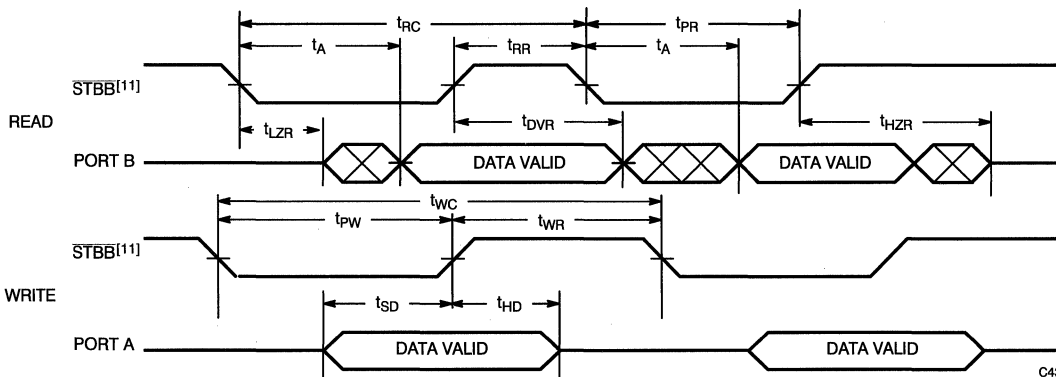 tRC
tPR
tA
tRR
tA
STBB[11]
READ
tLZR
tDVR
tHZR
PORT B
DATA VALID
DATA VALID
tWC
tPW
tWR
STBB[11]
WRITE
tSD
tHD
PORT A
DATA VALID
DATA VALID